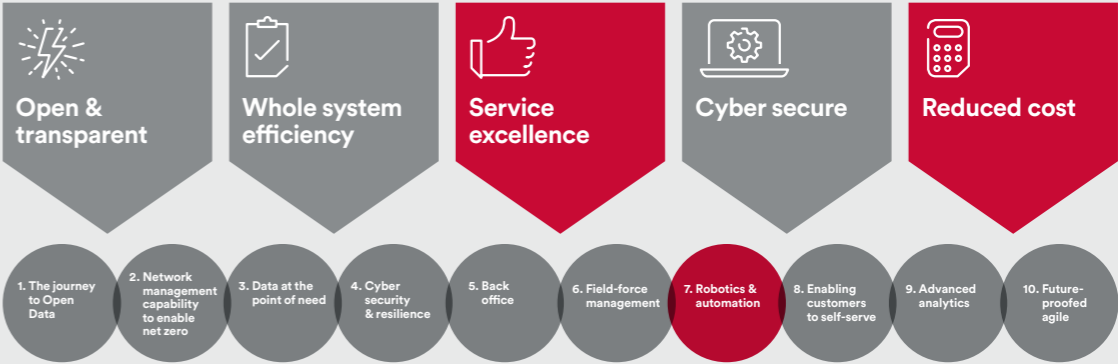 Open &
transparent
Whole system
efficiency
Service
excellence
Cyber secure
Reduced cost
1. The journey
to Open
Data
2. Network
management
capability
to enable
net zero
3. Data at the
point of need
4. Cyber
security
& resilience
5. Back
office
6. Field-force
management
7. Robotics &
automation
8. Enabling
customers
to self-serve
9. Advanced
analytics
10. Future-
proofed
agile